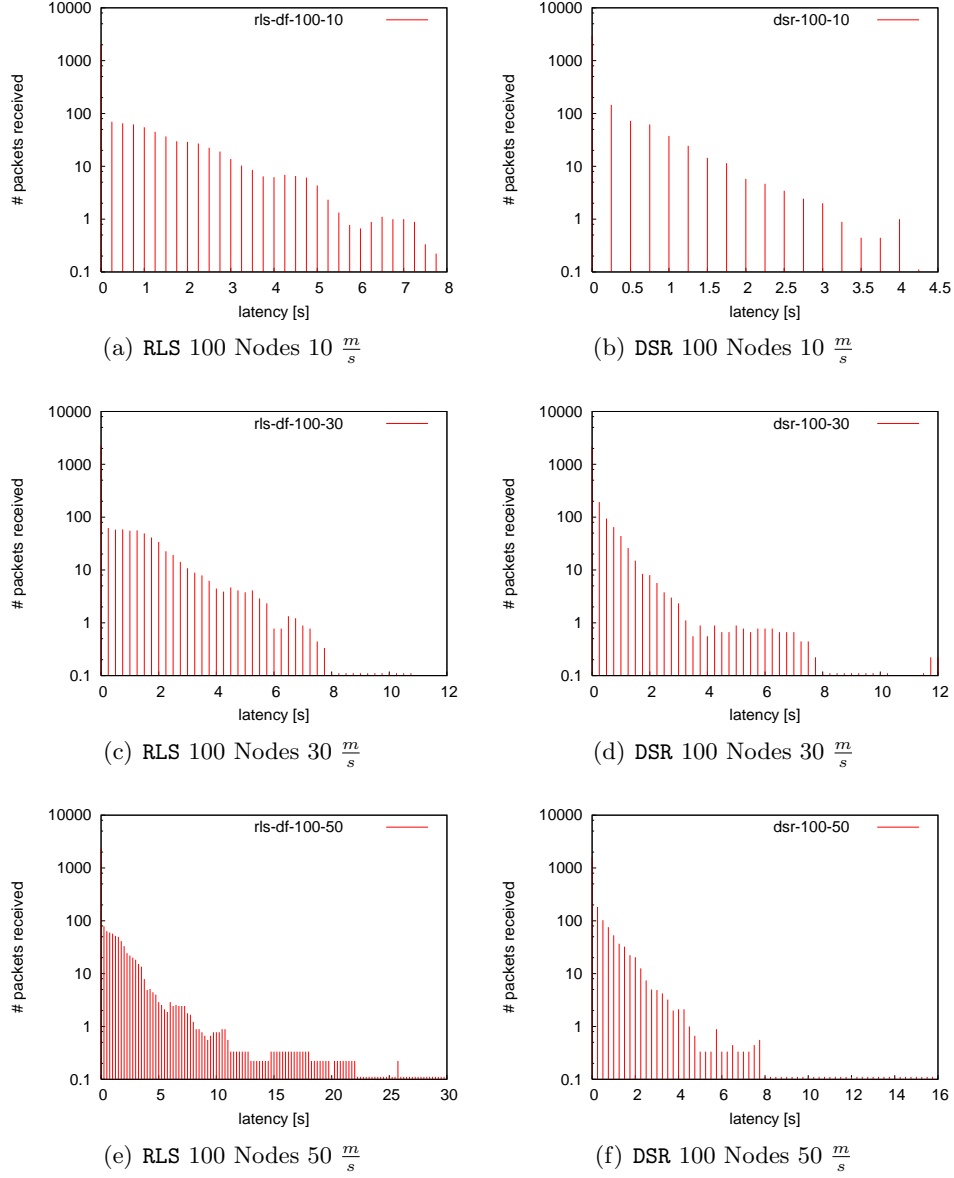 10000
1000
100
10
1
0.1
# packets received
rls-df-100-10
0 1 2 3 4 5 6 7 8
latency [s]
(a) RLS 100 Nodes 10 m/s
10000
1000
100
10
1
0.1
# packets received
dsr-100-10
0 0.5 1 1.5 2 2.5 3 3.5 4 4.5
latency [s]
(b) DSR 100 Nodes 10 m/s
10000
1000
100
10
1
0.1
# packets received
rls-df-100-30
0 2 4 6 8 10 12
latency [s]
(c) RLS 100 Nodes 30 m/s
10000
1000
100
10
1
0.1
# packets received
dsr-100-30
0 2 4 6 8 10 12
latency [s]
(d) DSR 100 Nodes 30 m/s
10000
1000
100
10
1
0.1
# packets received
rls-df-100-50
0 5 10 15 20 25 30
latency [s]
(e) RLS 100 Nodes 50 m/s
10000
1000
100
10
1
0.1
# packets received
dsr-100-50
0 2 4 6 8 10 12 14 16
latency [s]
(f) DSR 100 Nodes 50 m/s